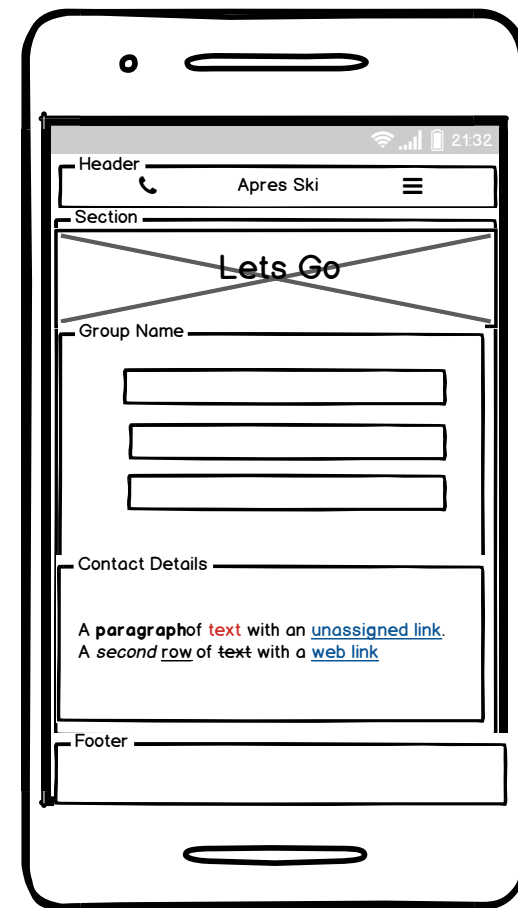 21:32
Header
Apres Ski
Section
Lets Go
Group Name
Contact Details
A paragraphof text with an unassigned link.
A second row of text with a web link
Footer